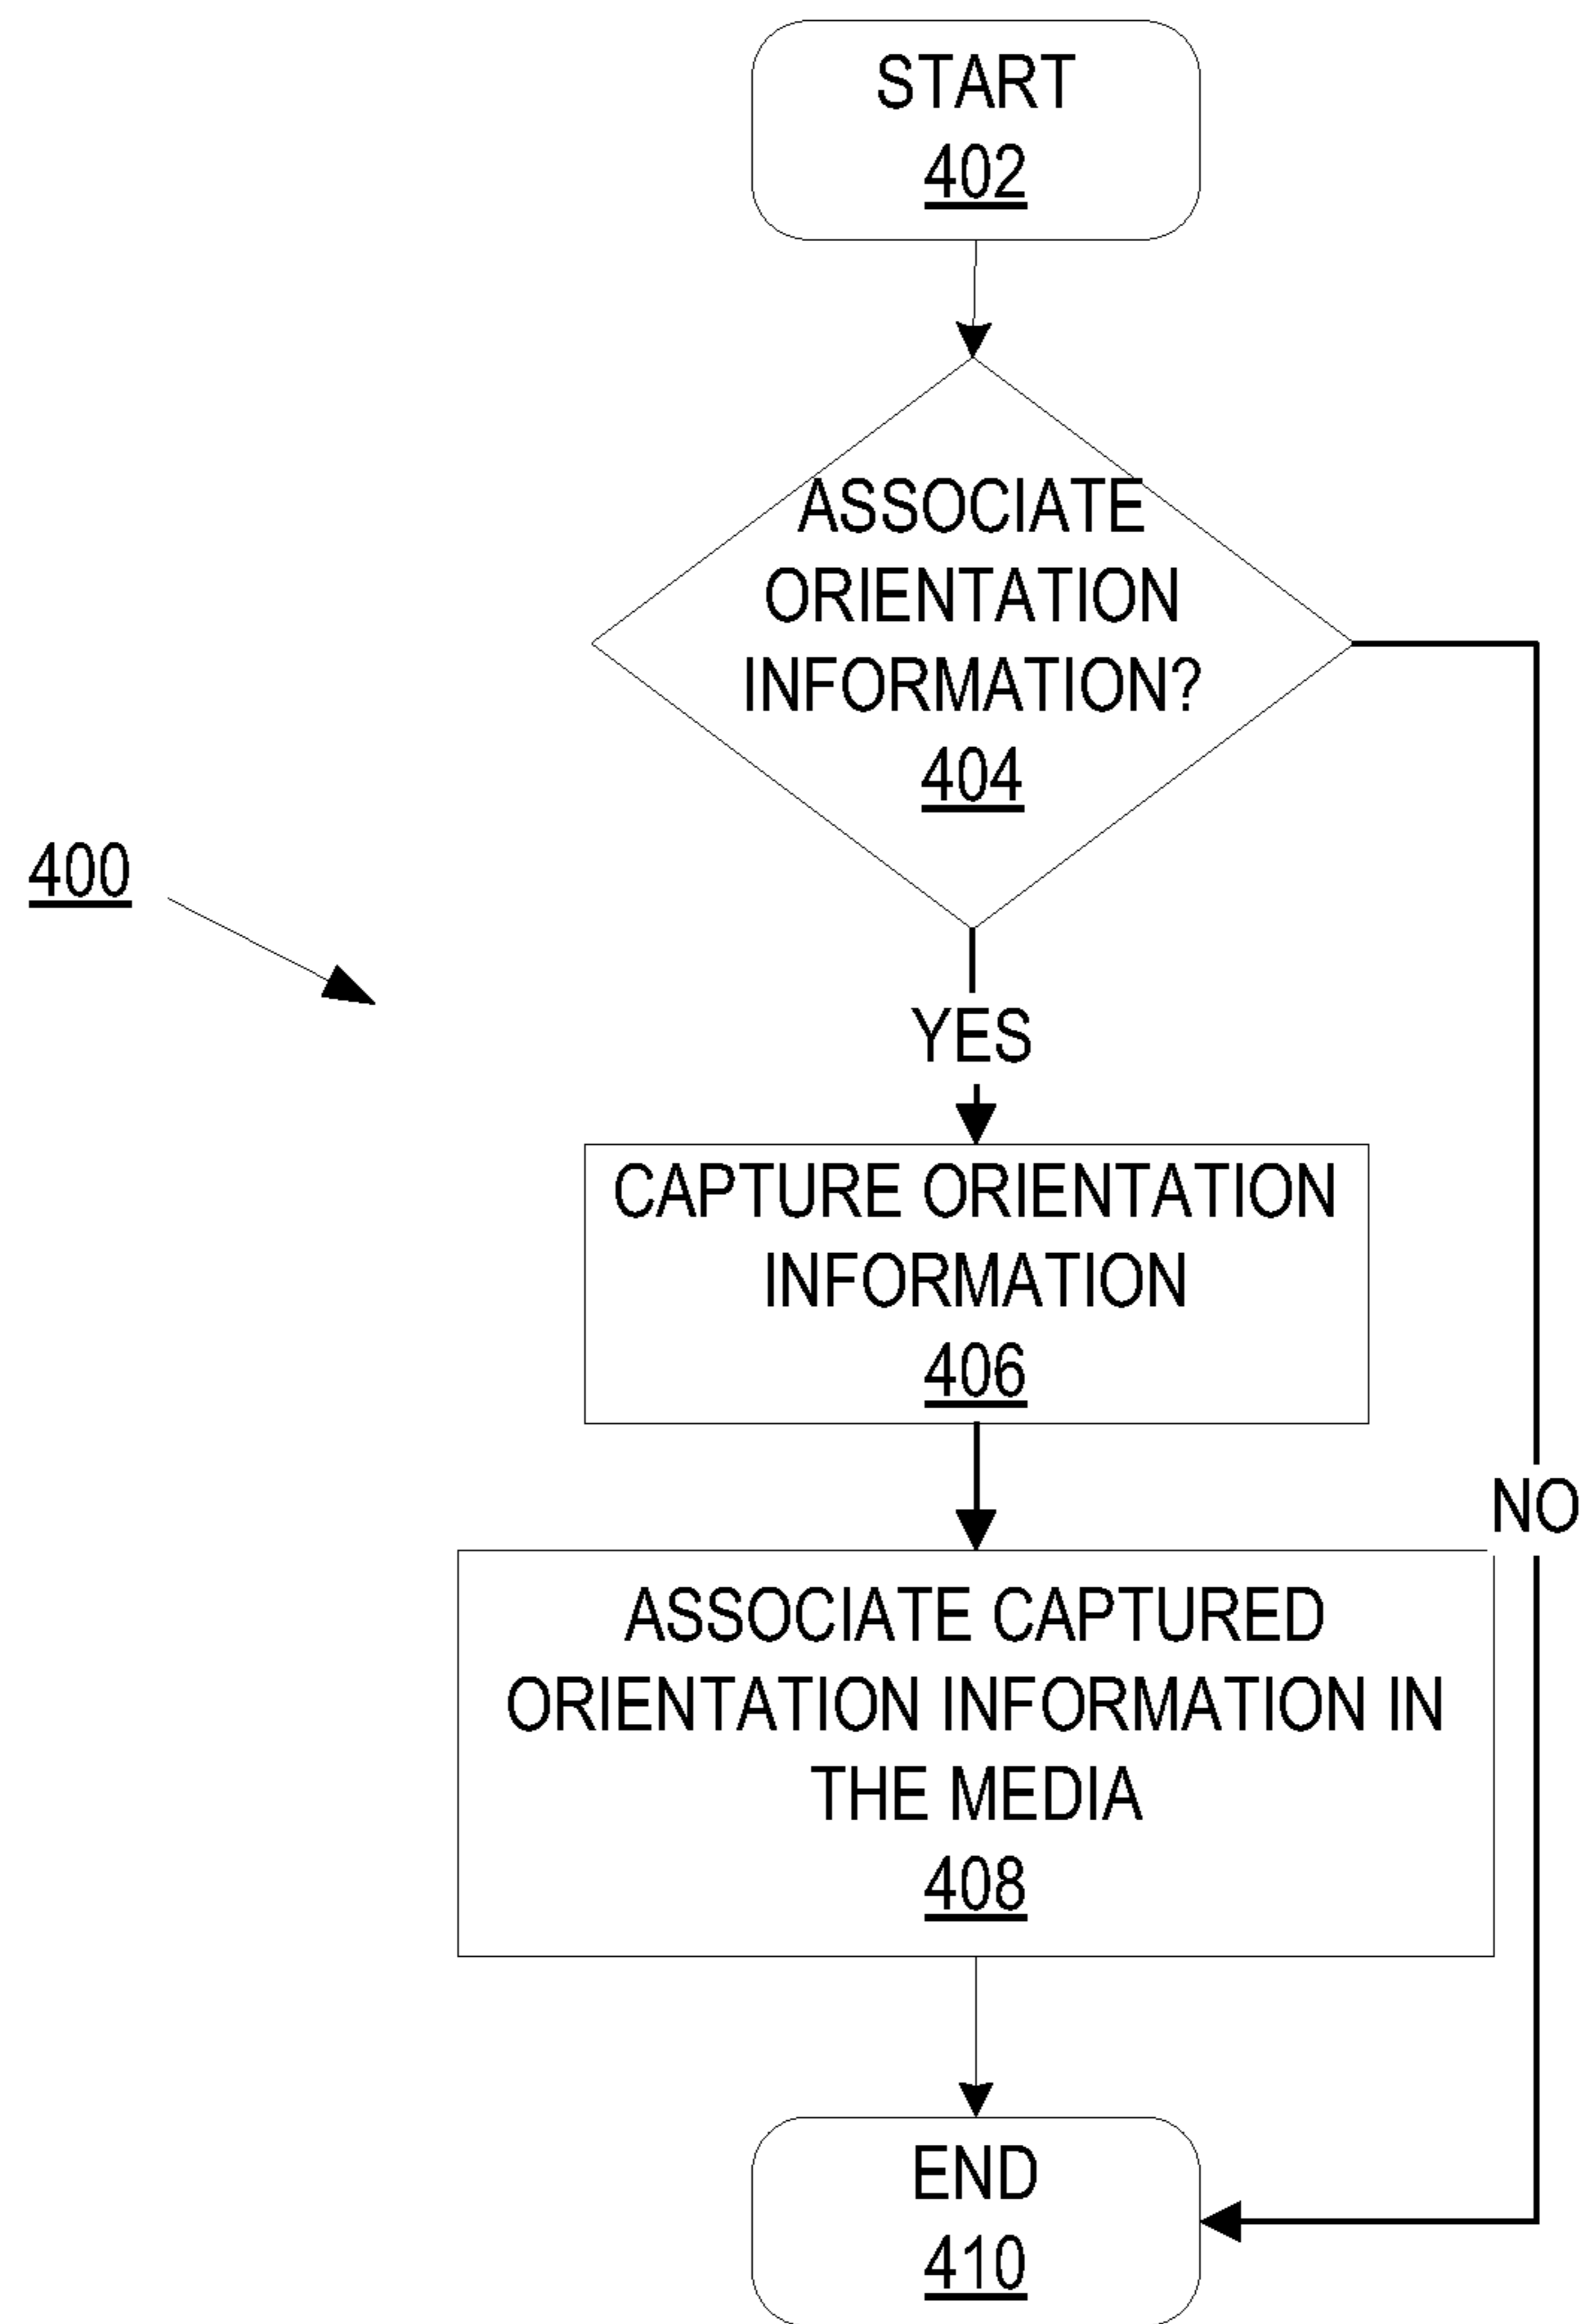 START
402
ASSOCIATE
ORIENTATION
INFORMATION?
404
400
YES
CAPTURE ORIENTATION
INFORMATION
406
NO
ASSOCIATE CAPTURED
ORIENTATION INFORMATION IN
THE MEDIA
408
END
410